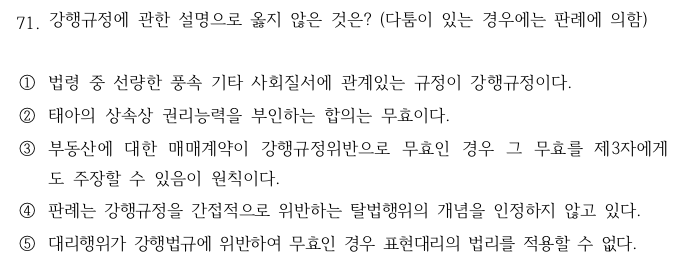 71. 강행규정에 관한 설명으로 옳지 않은 것은? (다툼이 있는 경우에는 판례에 의함)
① 법령 중 선량한 풍속 기타 사회질서에 관계있는 규정이 강행규정이다.
② 태아의 상속상 권리능력을 부인하는 합의는 무효이다.
③ 부동산에 대한 매매계약이 강행규정위반으로 무효인 경우 그 무효를 제3자에게
도 주장할 수 있음이 원칙이다.
④ 판례는 강행규정을 간접적으로 위반하는 탈법행위의 개념을 인정하지 않고 있다.
⑤ 대리행위가 강행법규에 위반하여 무효인 경우 표현대리의 법리를 적용할 수 없다.